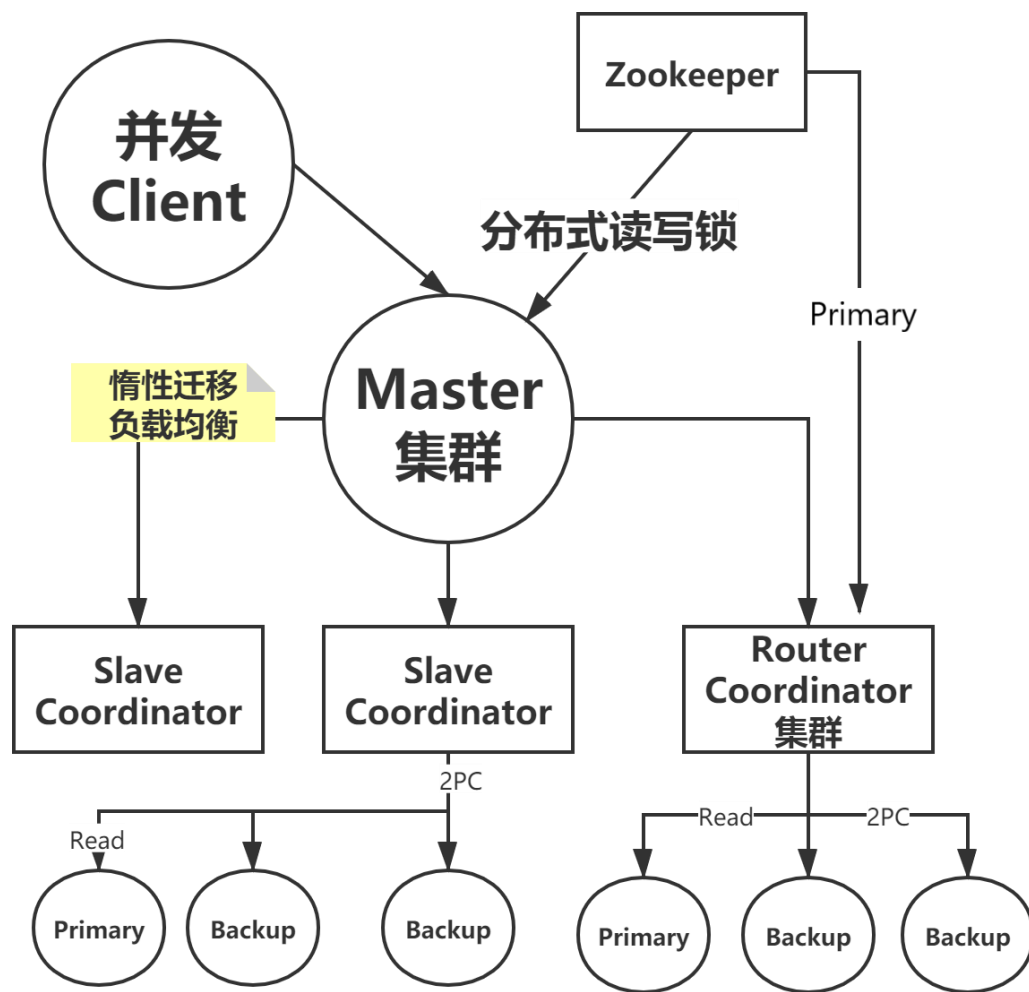 并发
Client
Zookeeper
分布式读写锁
Primary
惰性迁移
负载均衡
Master
集群
Slave
Coordinator
Slave
Coordinator
Router
Coordinator
集群
2PC
Read
Read
2PC
Primary
Backup
Backup
Primary
Backup
Backup